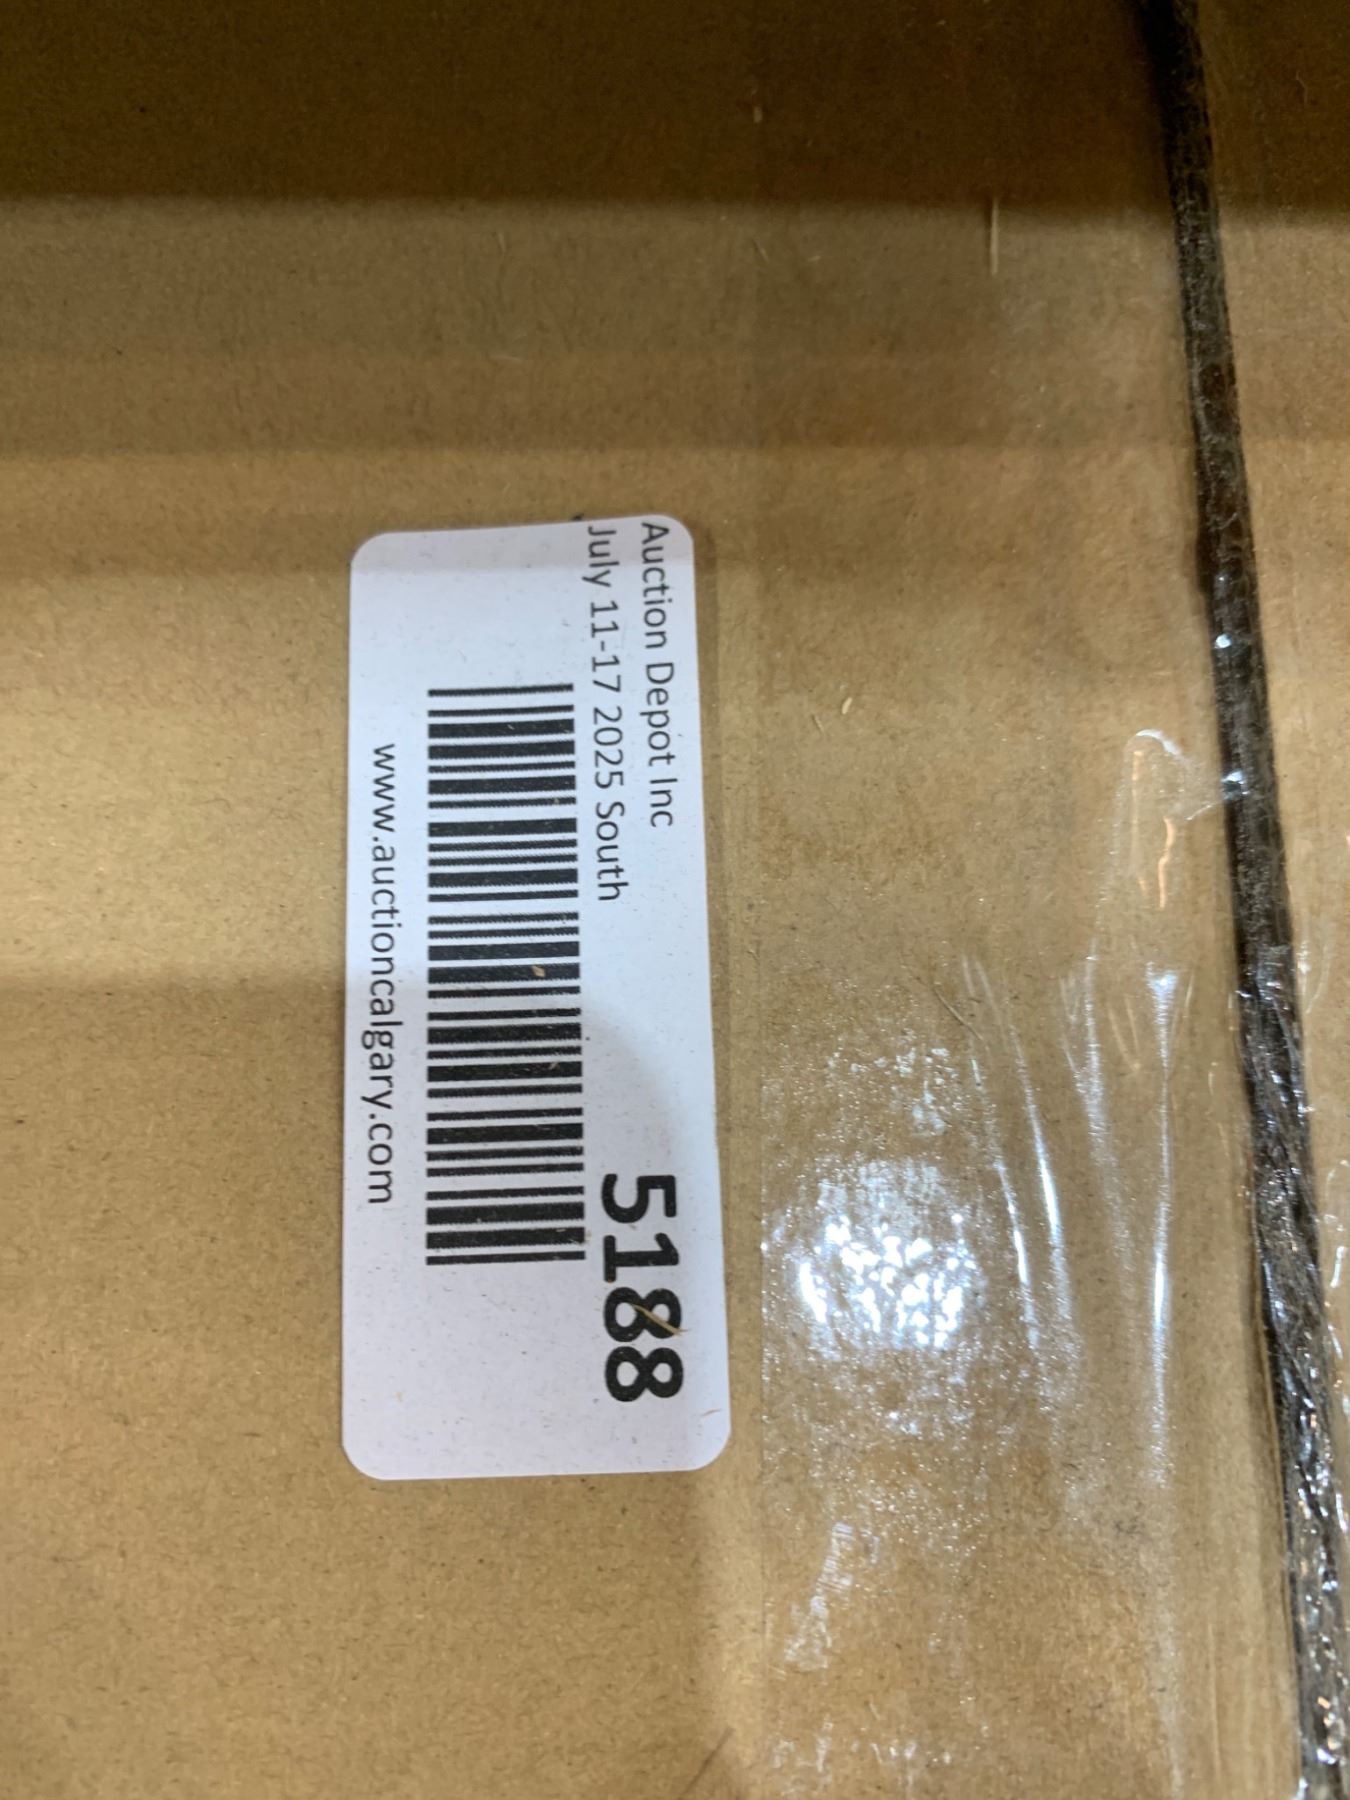 Auction Depot Inc
July 11-17 2025 South
5188
www.auctioncalgary.com